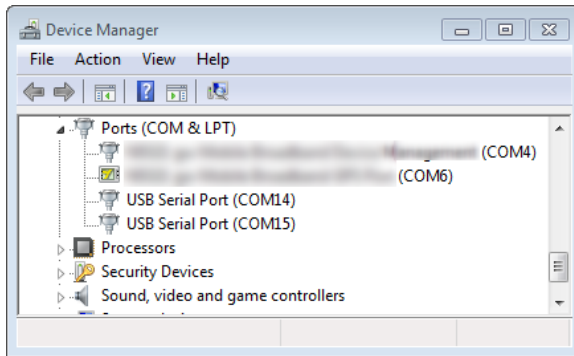 Device Manager
File Action View Help
Ports (COM & LPT)
(COM4)
(COM6)
USB Serial Port (COM14)
USB Serial Port (COM15)
Processors
Security Devices
Sound, video and game controllers